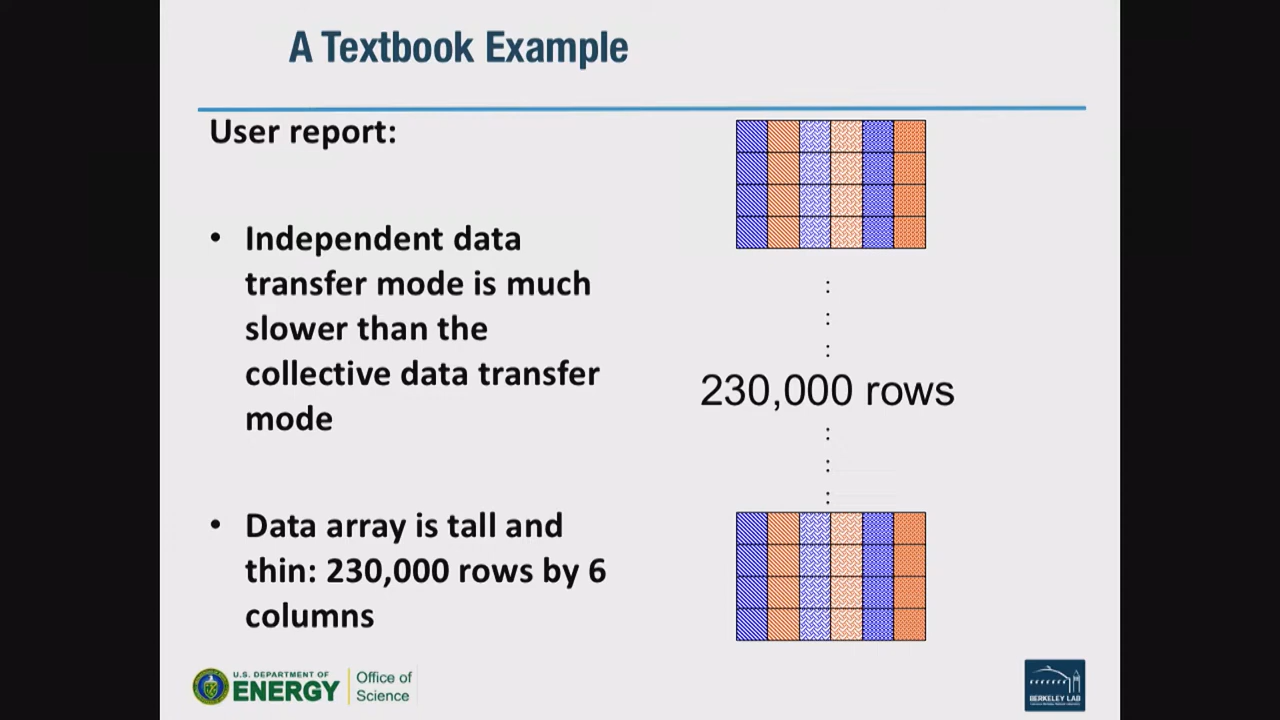 A Textbook Example
User report:
• Independent data
transfer mode is much
slower than the
collective data transfer
mode
• Data array is tall and
thin: 230,000 rows by 6
columns
:
:
:
230,000 rows
:
:
:
U.S. DEPARTMENT OF
ENERGY
Office of
Science
BERKELEY LAB